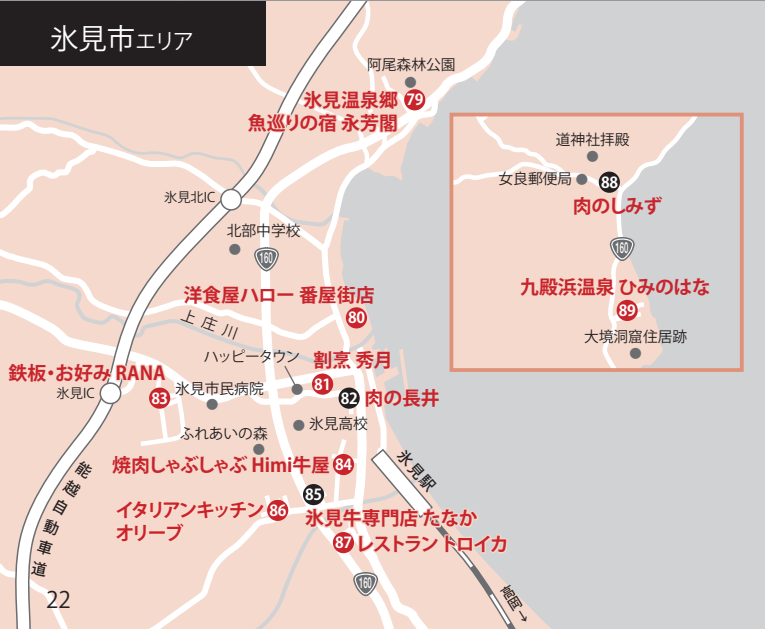 氷見市エリア
阿尾森林公園
氷見温泉郷
魚巡りの宿 永芳閣
79
道神社拝殿
女良郵便局
88
肉のしみず
160
九殿浜温泉 ひみのはな
89
大境洞窟住居跡
氷見北IC
北部中学校
160
洋食屋ハロー 番屋街店
80
上庄川
ハッピータウン
割烹 秀月
81
鉄板・お好み RANA
氷見IC
83
氷見市民病院
82
肉の長井
氷見高校
ふれあいの森
焼肉しゃぶしゃぶ Himi牛屋
84
氷見駅
能越自動車道
85
イタリアンキッチン
オリーブ
86
氷見牛専門店 たなか
87
レストラン トロイカ
160
高岡→
22